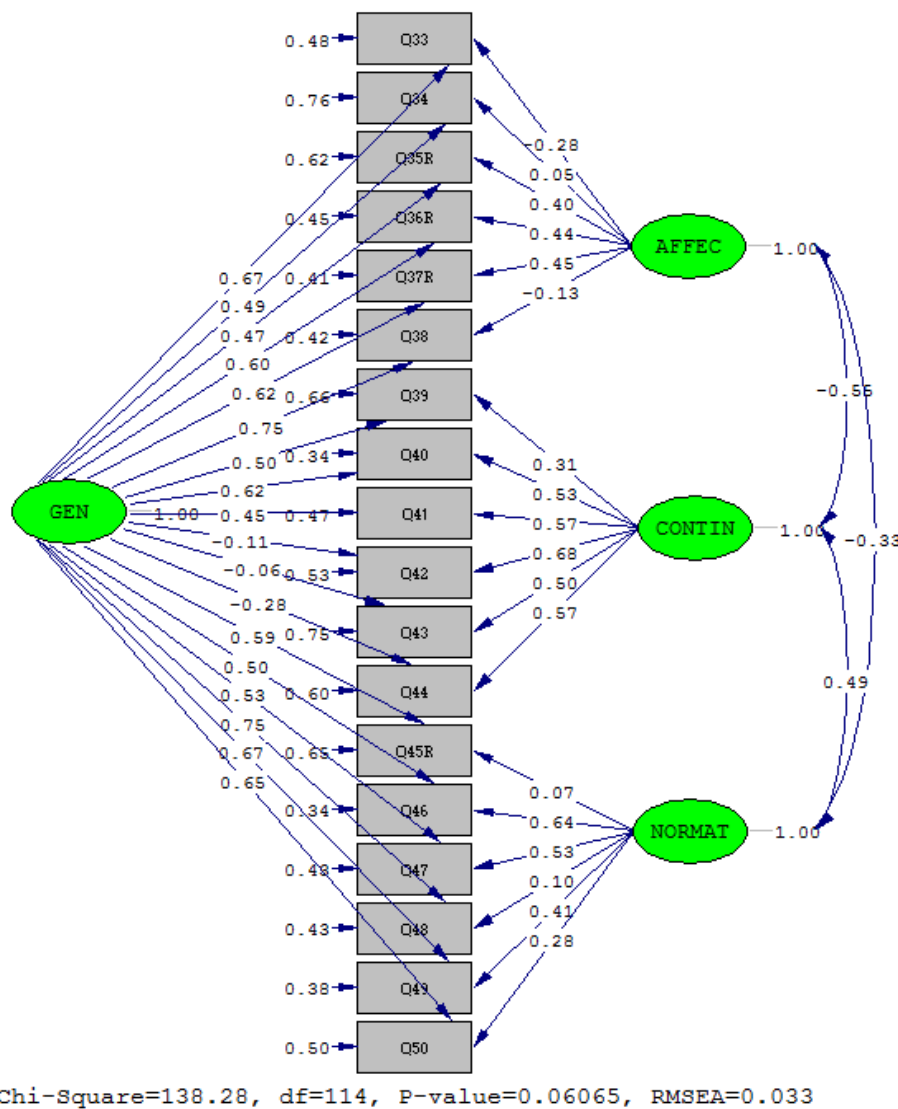 0.48 Q33
0.76 Q34
-0.28
0.62 Q35R
0.05
0.40
0.45 Q36R
0.44
AFFEC 1.00
0.67 0.41 Q37R
0.45
-0.13
0.49
0.47 0.42 Q38
0.60
0.62 0.66 Q39
-0.55
0.75
0.50 0.34 Q40
0.31
0.62
0.53
GEN 1.00 0.45 0.47 Q41
0.57
CONTIN 1.00
-0.33
-0.11
0.68
-0.06 0.53 Q42
0.50
-0.28
0.57
0.59 0.75 Q43
0.50
0.53 0.60 Q44
0.49
0.75
0.67 0.65 Q45R
0.65
0.07
0.34 Q46
0.64
NORMAT 1.00
0.53
0.48 Q47
0.10
0.41
0.43 Q48
0.28
0.38 Q49
0.50 Q50
Chi-Square=138.28, df=114, P-value=0.06065, RMSEA=0.033